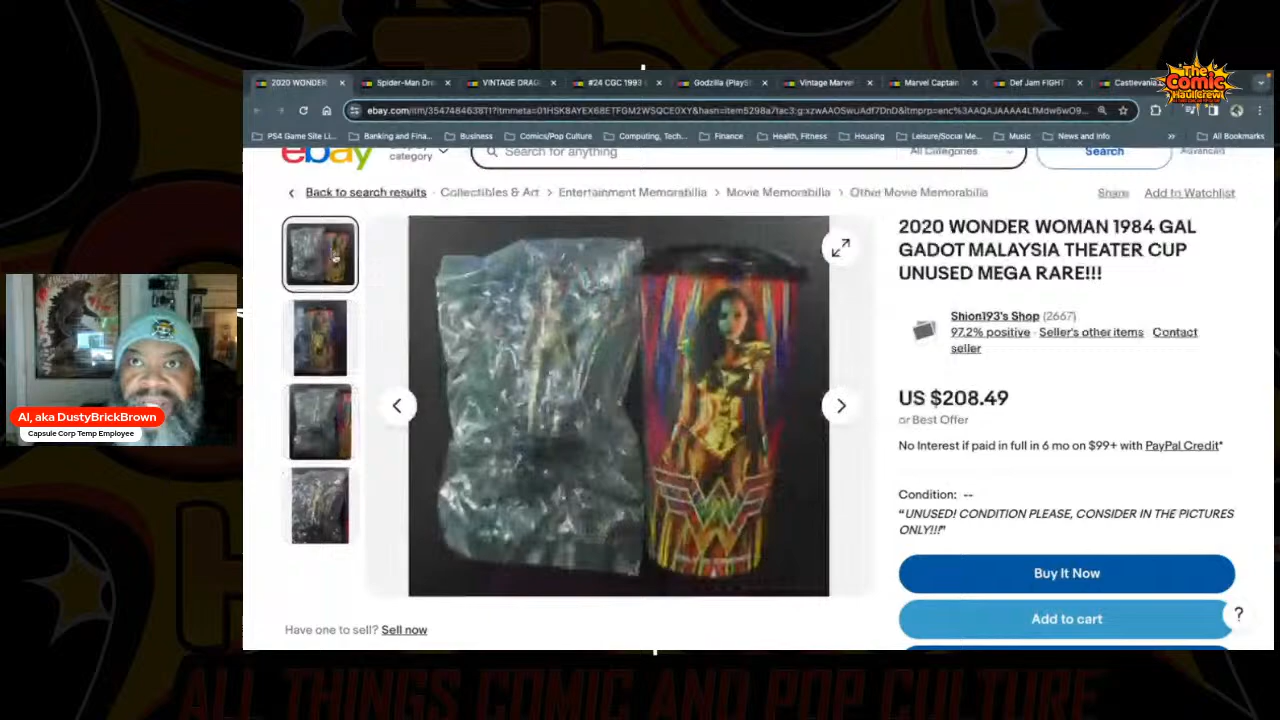 The
Comic
Haul Crew
2020 WONDER
Spider-Man Dre
VINTAGE DRAG
#24 CGC 1993
Godzilla (PlayS
Vintage Marvel
Marvel Captain
Def Jam FIGHT
Castlevania
PS4 Game Site Li...
Banking and Fina...
Business
Comics/Pop Culture
Computing, Tech...
Finance
Health, Fitness
Housing
Leisure/Social Me...
Music
News and Info
»
All Bookmarks
ebay
category
Search for anything
All Categories
Search
Advanced
Back to search results
Collectibles & Art > Entertainment Memorabilia > Movie Memorabilia > Other Movie Memorabilia
Share
Add to Watchlist
2020 WONDER WOMAN 1984 GAL
GADOT MALAYSIA THEATER CUP
UNUSED MEGA RARE!!!
Shion193's Shop (2667)
97.2% positive · Seller's other items Contact
seller
US $208.49
or Best Offer
No Interest if paid in full in 6 mo on $99+ with PayPal Credit*
Condition: --
“UNUSED! CONDITION PLEASE, CONSIDER IN THE PICTURES
ONLY!!!”
Buy It Now
Add to cart
?
Have one to sell? Sell now
Al, aka DustyBrickBrown
Capsule Corp Temp Employee
ALL THINGS COMIC AND POP CULTURE